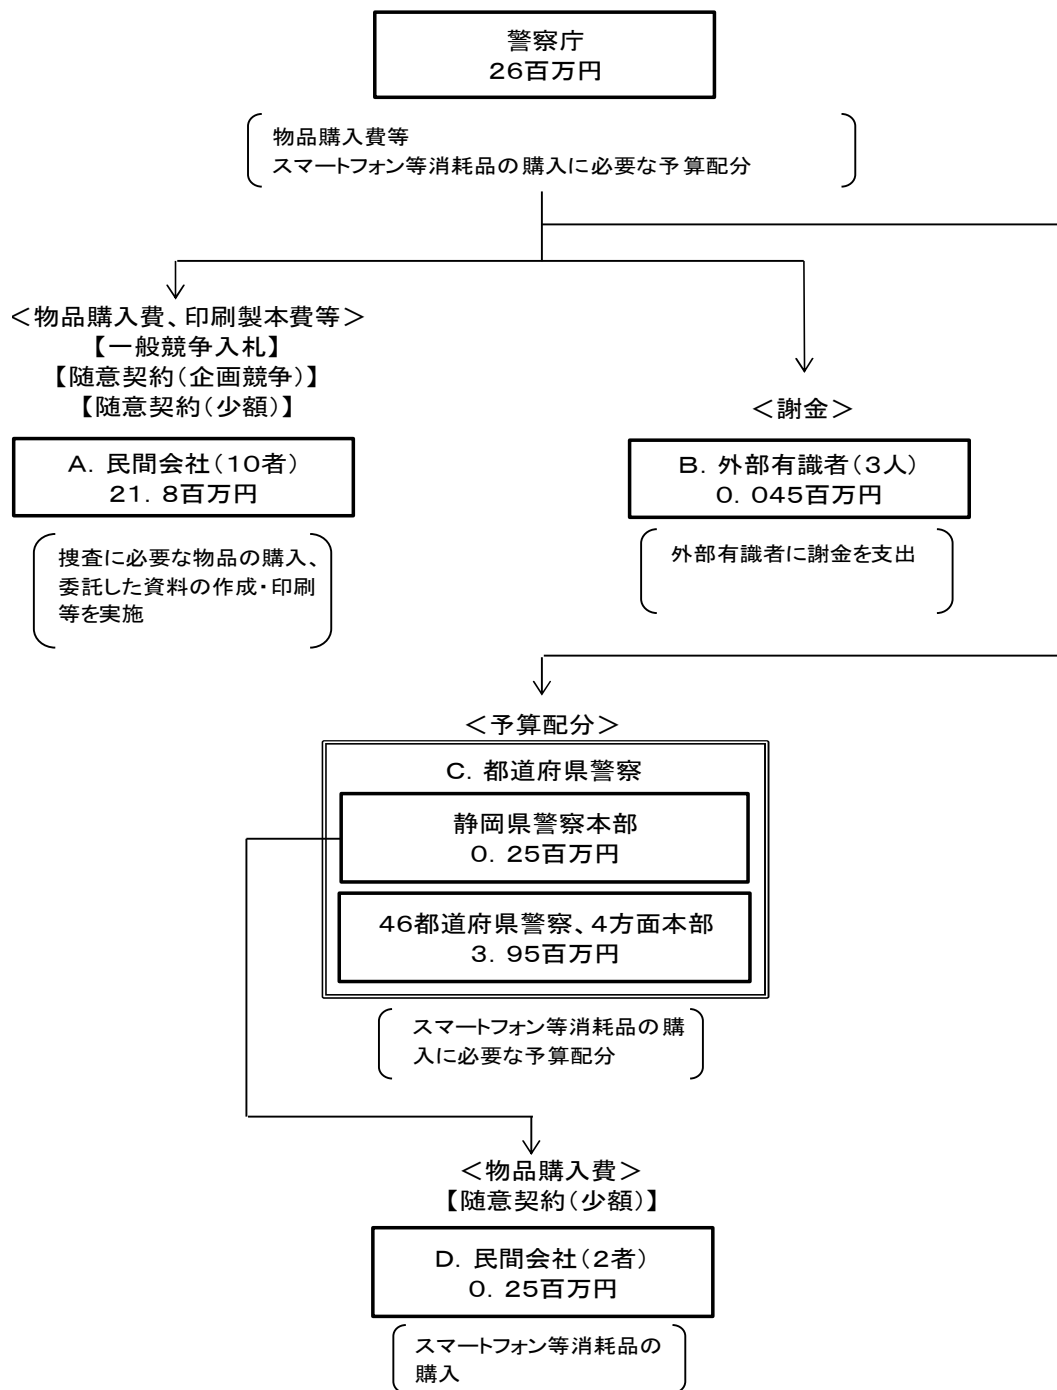 警察庁
26百万円
物品購入費等
スマートフォン等消耗品の購入に必要な予算配分
＜物品購入費、印刷製本費等＞
【一般競争入札】
【随意契約（企画競争）】
【随意契約（少額）】
＜謝金＞
A．民間会社（10者）
21．8百万円
B．外部有識者（3人）
0．045百万円
捜査に必要な物品の購入、
委託した資料の作成・印刷
等を実施
外部有識者に謝金を支出
＜予算配分＞
C．都道府県警察
静岡県警察本部
0．25百万円
46都道府県警察、4方面本部
3．95百万円
スマートフォン等消耗品の購
入に必要な予算配分
＜物品購入費＞
【随意契約（少額）】
D．民間会社（2者）
0．25百万円
スマートフォン等消耗品の
購入